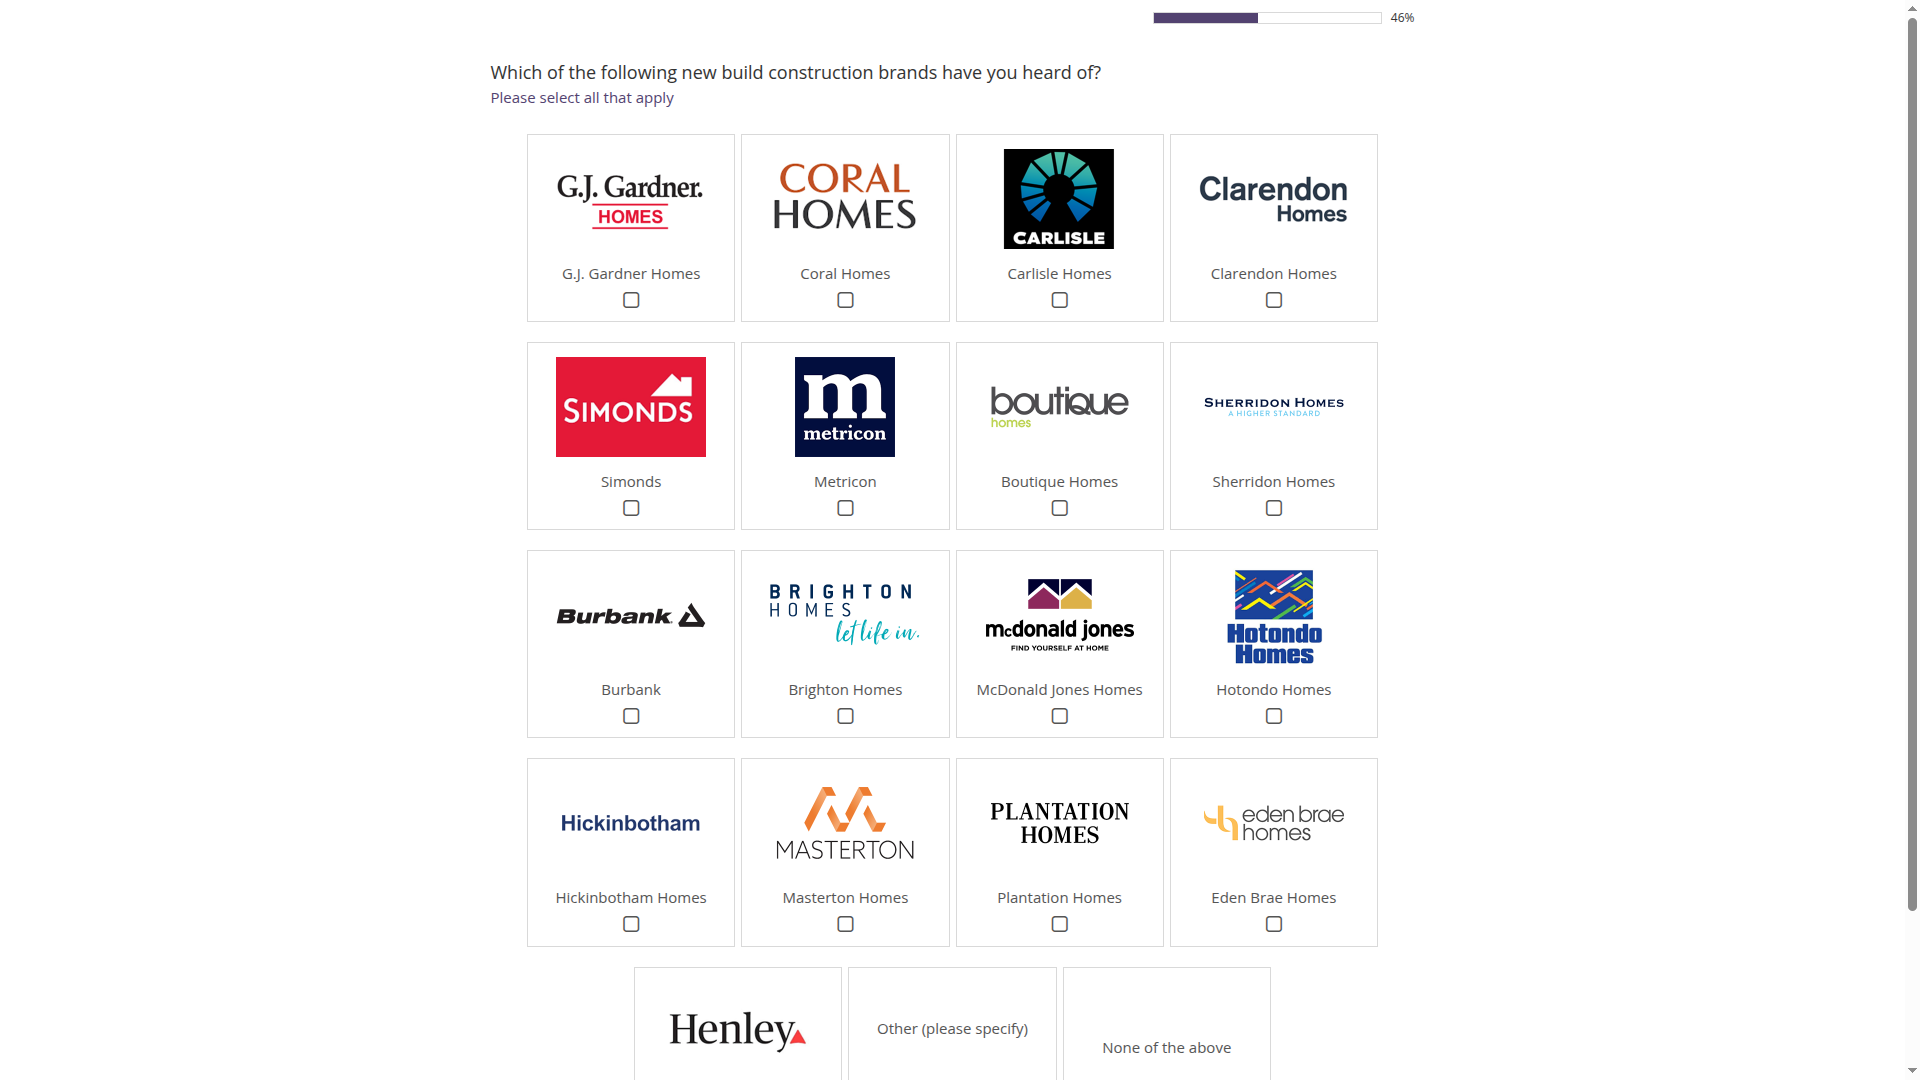 46%
Which of the following new build construction brands have you heard of?
Please select all that apply
G.J. Gardner.
HOMES
G.J. Gardner Homes
CORAL
HOMES
Coral Homes
CARLISLE
Carlisle Homes
Clarendon
Homes
Clarendon Homes
SIMONDS
Simonds
m
metricon
Metricon
boutique
homes
Boutique Homes
SHERRIDON HOMES
A HIGHER STANDARD
Sherridon Homes
Burbank
Burbank
BRIGHTON
HOMES
let life in.
Brighton Homes
mcdonald jones
FIND YOURSELF AT HOME
McDonald Jones Homes
Hotondo
Homes
Hotondo Homes
Hickinbotham
Hickinbotham Homes
MASTERTON
Masterton Homes
PLANTATION
HOMES
Plantation Homes
eden brae
homes
Eden Brae Homes
Henley
Other (please specify)
None of the above